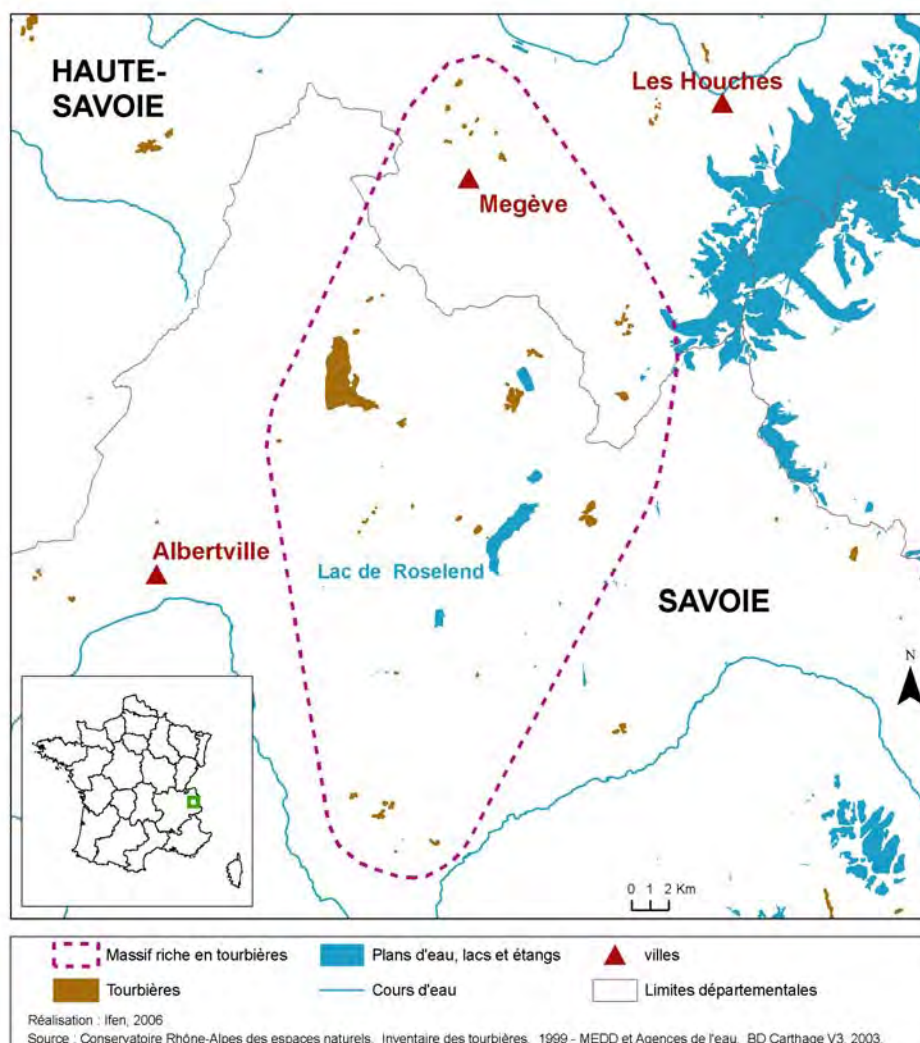 HAUTE-
SAVOIE
Les Houches
Megève
Albertville
Lac de Roselend
SAVOIE
N
0 1 2 Km
Massif riche en tourbières
Plans d'eau, lacs et étangs
villes
Tourbières
Cours d'eau
Limites départementales
Réalisation : Ifen, 2006
Source : Conservatoire Rhône-Alpes des espaces naturels, Inventaire des tourbières, 1999 - MEDD et Agences de l'eau, BD Carthage V3, 2003.